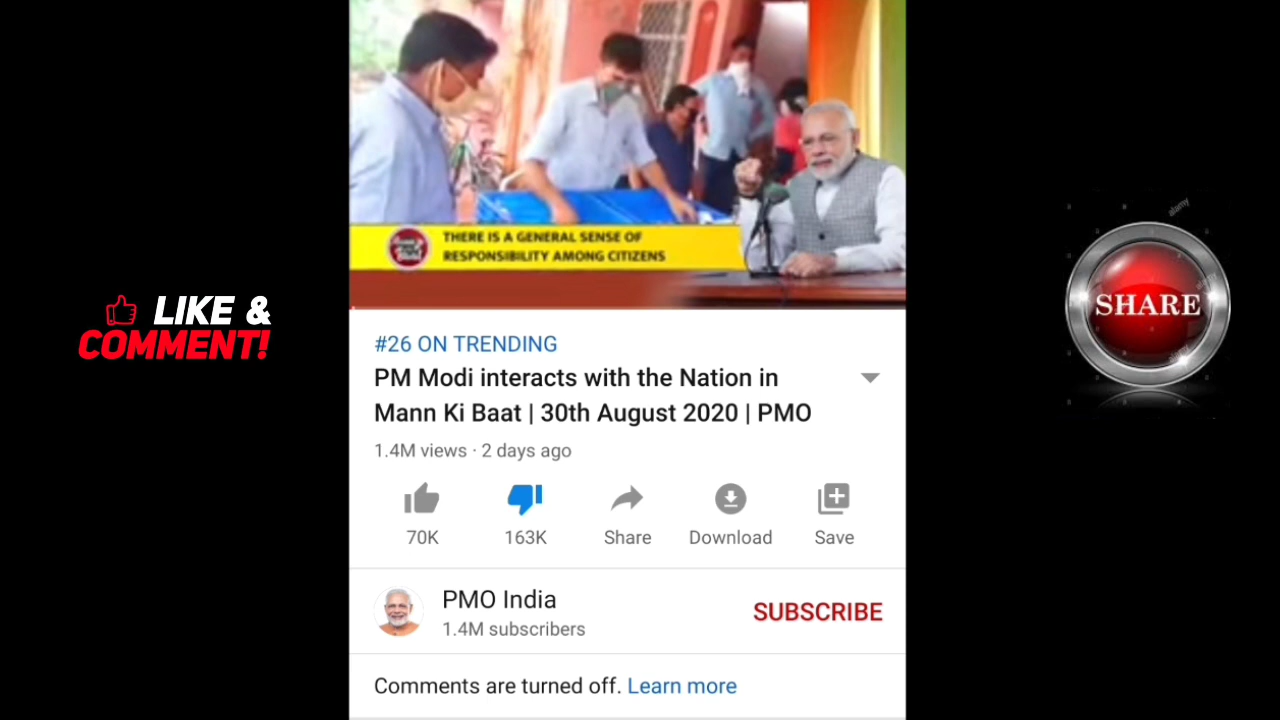 THERE IS A GENERAL SENSE OF
RESPONSIBILITY AMONG CITIZENS
LIKE &
COMMENT!
alamy
SHARE
alamy
#26 ON TRENDING
PM Modi interacts with the Nation in
Mann Ki Baat | 30th August 2020 | PMO
1.4M views · 2 days ago
70K 163K Share Download Save
PMO India
1.4M subscribers
SUBSCRIBE
Comments are turned off. Learn more